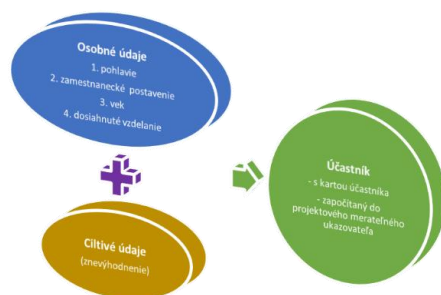 Osobné údaje
1. pohlavie
2. zamestnanecké postavenie
3. vek
4. dosiahnuté vzdelanie
Citlivé údaje
(znevýhodnenie)
Účastník
- s kartou účastníka
- započítaný do
projektového merateľného
ukazovateľa